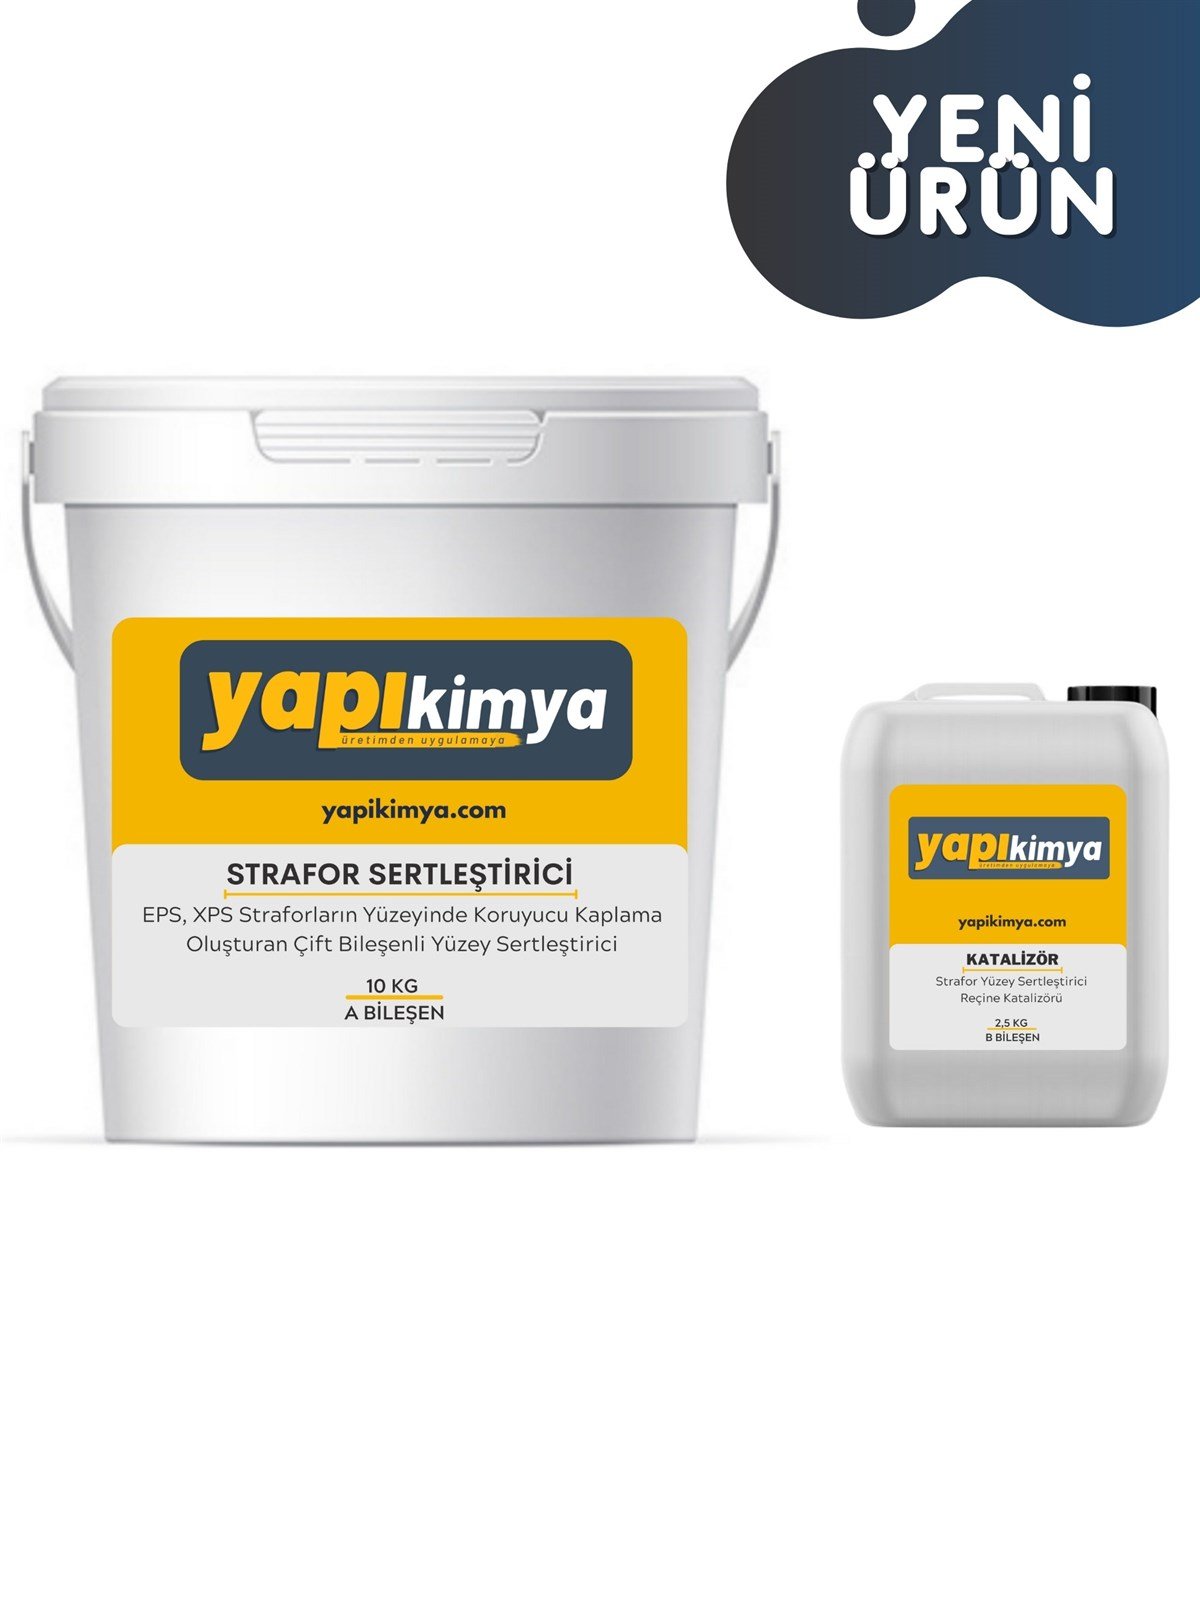 YENİ
ÜRÜN
yapıkimya
üretimden uygulamaya
yapikimya.com
STRAFOR SERTLEŞTİRİCİ
EPS, XPS Straforların Yüzeyinde Koruyucu Kaplama
Oluşturan Çift Bileşenli Yüzey Sertleştirici
10 KG
A BİLEŞEN
yapıkimya
üretimden uygulamaya
yapikimya.com
KATALİZÖR
Strafor Yüzey Sertleştirici
Reçine Katalizörü
2,5 KG
B BİLEŞEN